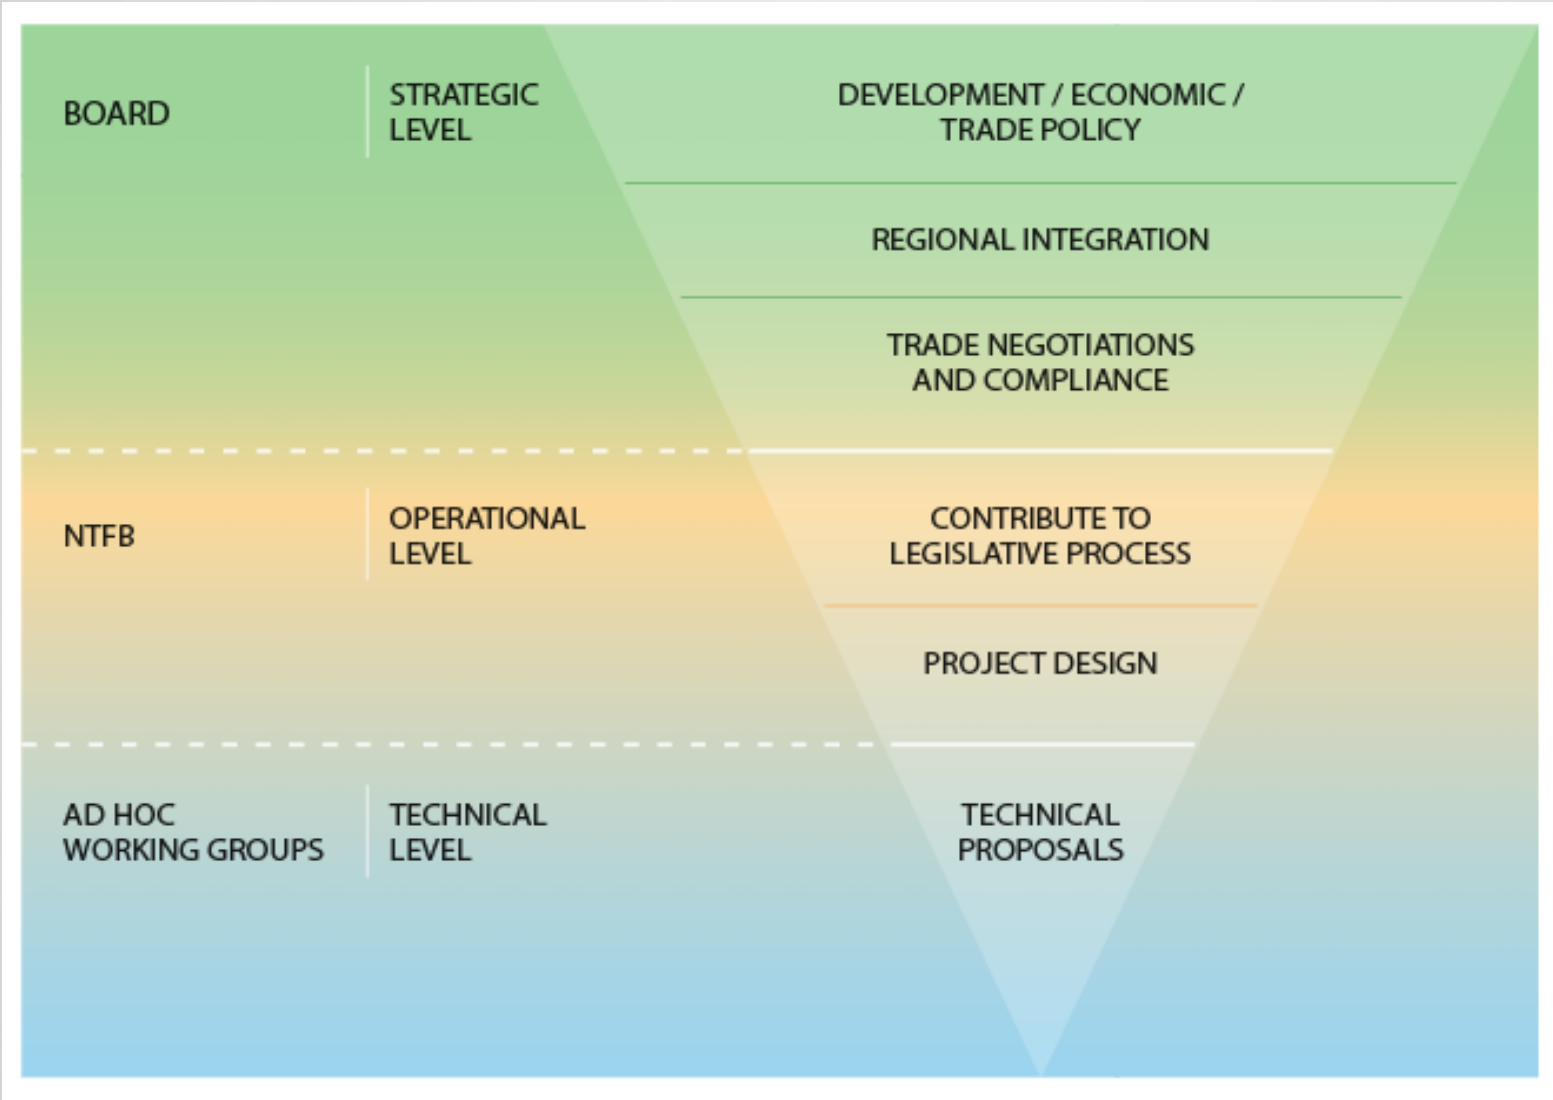 BOARD
STRATEGIC
LEVEL
DEVELOPMENT / ECONOMIC /
TRADE POLICY
REGIONAL INTEGRATION
TRADE NEGOTIATIONS
AND COMPLIANCE
NTFB
OPERATIONAL
LEVEL
CONTRIBUTE TO
LEGISLATIVE PROCESS
PROJECT DESIGN
AD HOC
WORKING GROUPS
TECHNICAL
LEVEL
TECHNICAL
PROPOSALS